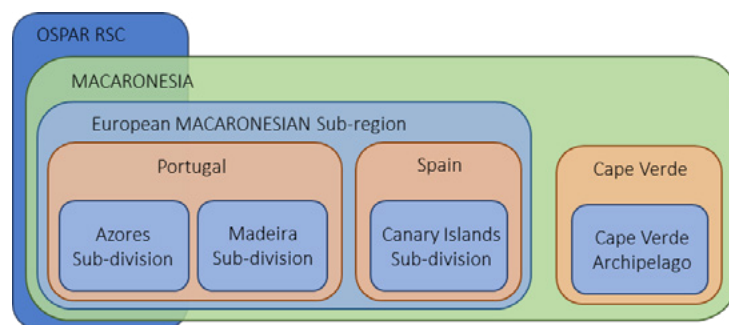 OSPAR RSC
MACARONESIA
European MACARONESIAN Sub-region
Portugal
Spain
Cape Verde
Azores
Sub-division
Madeira
Sub-division
Canary Islands
Sub-division
Cape Verde
Archipelago